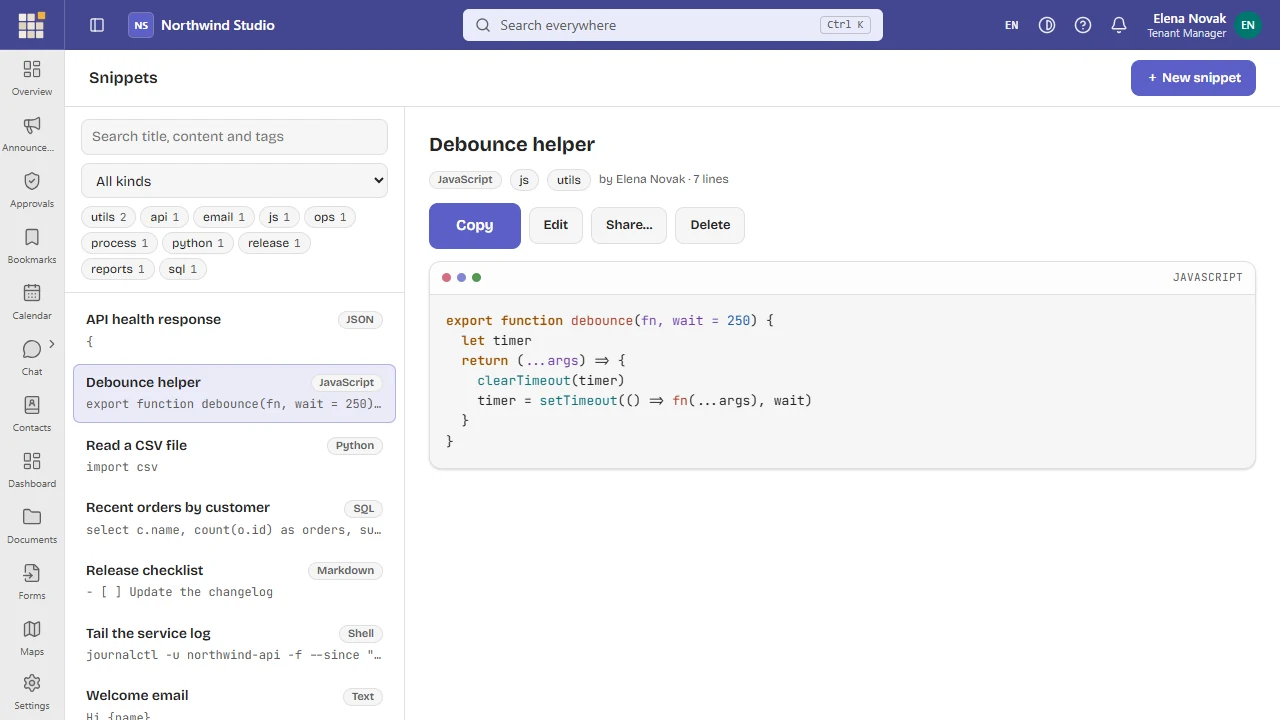 NS Northwind Studio
Search everywhere Ctrl K
EN
Elena Novak
Tenant Manager
EN
Overview
Announce...
Approvals
Bookmarks
Calendar
Chat
Contacts
Dashboard
Documents
Forms
Maps
Settings
Snippets
+ New snippet
Search title, content and tags
All kinds
utils 2 api 1 email 1 js 1 ops 1
process 1 python 1 release 1
reports 1 sql 1
API health response JSON
{
Debounce helper JavaScript
export function debounce(fn, wait = 250)…
Read a CSV file Python
import csv
Recent orders by customer SQL
select c.name, count(o.id) as orders, su…
Release checklist Markdown
- [ ] Update the changelog
Tail the service log Shell
journalctl -u northwind-api -f --since "…
Welcome email Text
Hi {name}
Debounce helper
JavaScript js utils by Elena Novak · 7 lines
Copy Edit Share... Delete
JAVASCRIPT
export function debounce(fn, wait = 250) {
  let timer
  return (...args) => {
    clearTimeout(timer)
    timer = setTimeout(() => fn(...args), wait)
  }
}